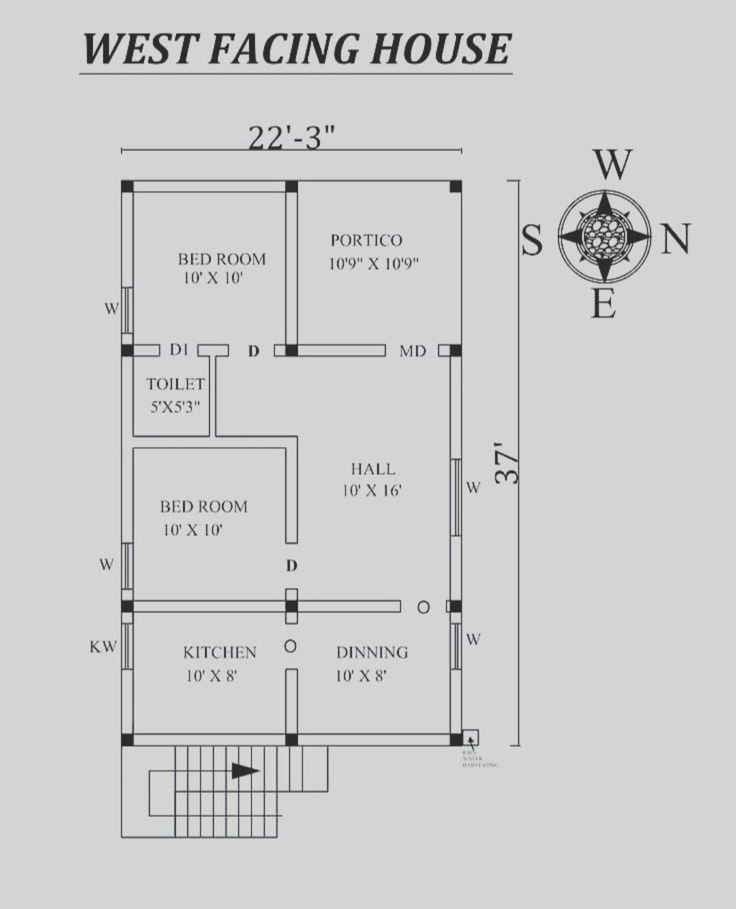 WEST FACING HOUSE
22'-3"
W
S
N
E
BED ROOM
10' X 10'
PORTICO
10'9" X 10'9"
W
D1
D
MD
TOILET
5'X5'3"
HALL
10' X 16'
37'
W
BED ROOM
10' X 10'
W
D
O
KW
KITCHEN
10' X 8'
O
DINNING
10' X 8'
W
RAIN
WATER
HARVESTING